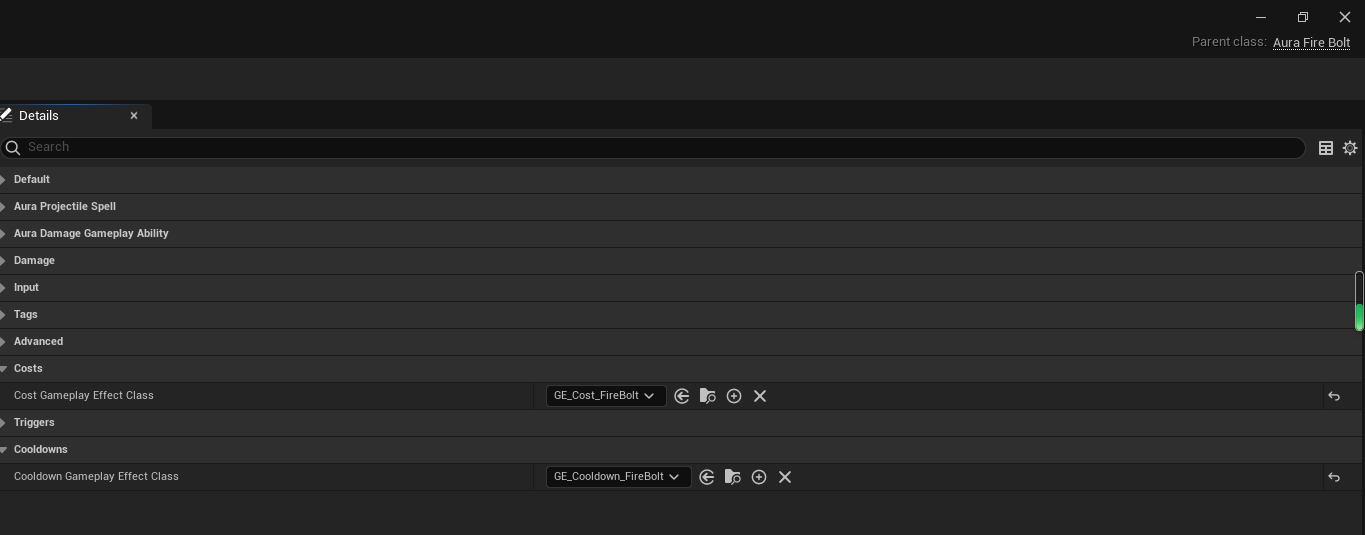 Parent class: Aura Fire Bolt
Details
Search
Default
Aura Projectile Spell
Aura Damage Gameplay Ability
Damage
Input
Tags
Advanced
Costs
Cost Gameplay Effect Class GE_Cost_FireBolt
Triggers
Cooldowns
Cooldown Gameplay Effect Class GE_Cooldown_FireBolt